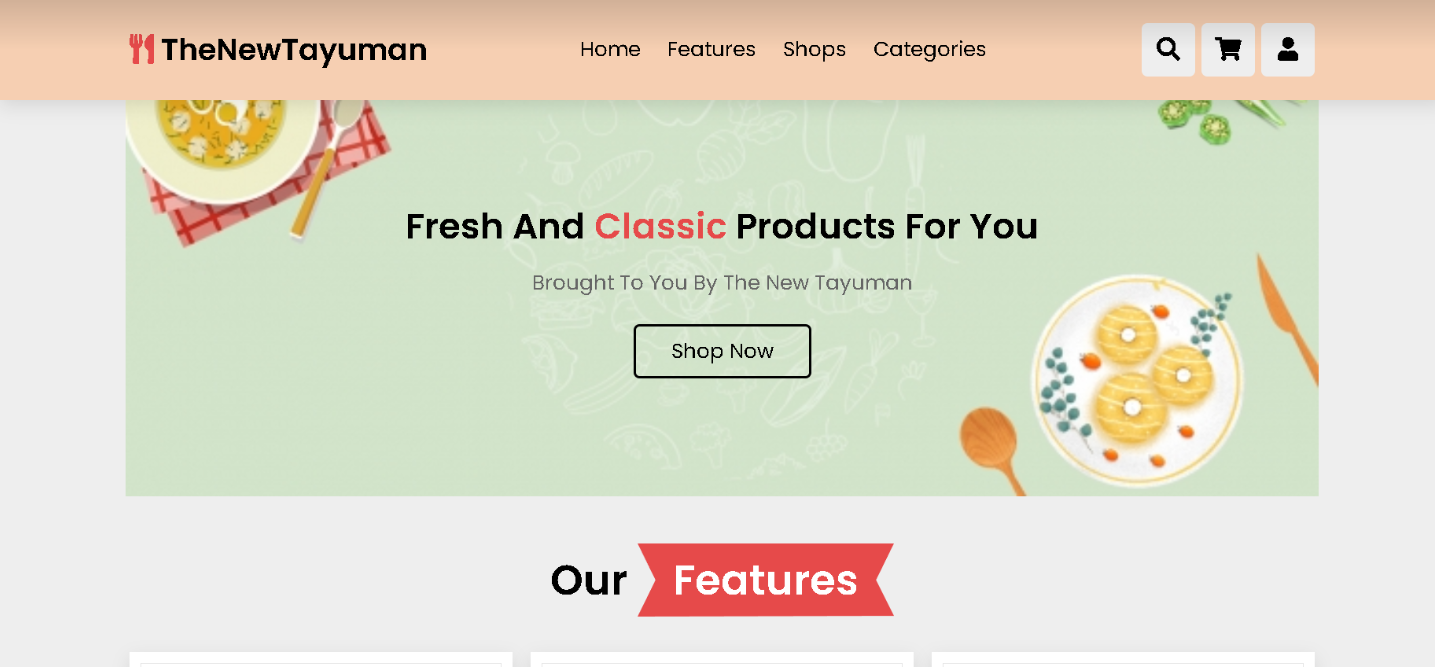 TheNewTayuman
Home Features Shops Categories
Fresh And Classic Products For You
Brought To You By The New Tayuman
Shop Now
Our Features